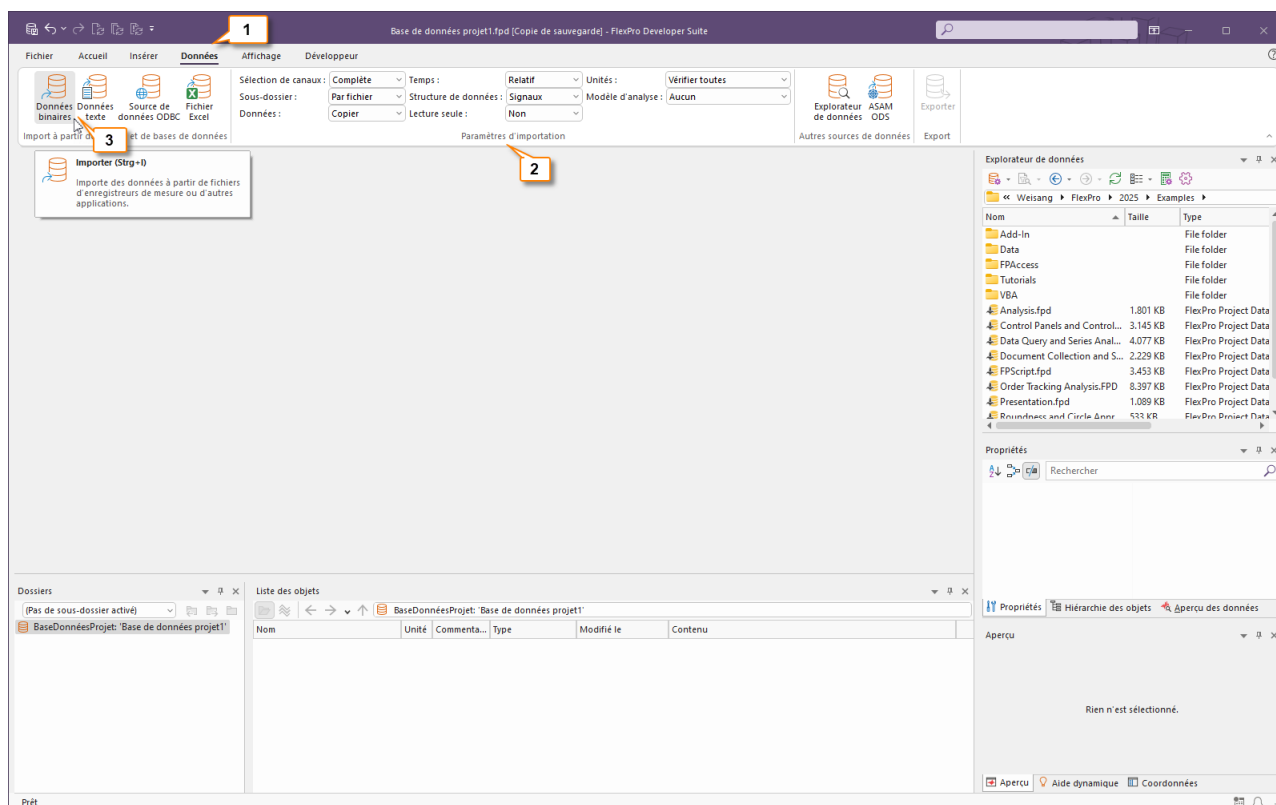 1
Base de données projet1.fpd [Copie de sauvegarde] - FlexPro Developer Suite
Fichier Accueil Insérer Données Affichage Développeur
Données binaires
Données texte
Source de données ODBC
Fichier Excel
Import à partir d et de bases de données
3
Sélection de canaux : Complète
Sous-dossier : Par fichier
Données : Copier
Temps : Relatif
Structure de données : Signaux
Lecture seule : Non
Unités : Vérifier toutes
Modèle d'analyse : Aucun
Paramètres d'importation
2
Explorateur de données
ASAM ODS
Autres sources de données
Exporter
Export
Importer (Strg+I)
Importe des données à partir de fichiers
d'enregistreurs de mesure ou d'autres
applications.
Explorateur de données
« Weisang FlexPro 2025 Examples
Nom Taille Type
Add-In File folder
Data File folder
FPAccess File folder
Tutorials File folder
VBA File folder
Analysis.fpd 1.801 KB FlexPro Project Data
Control Panels and Control... 3.145 KB FlexPro Project Data
Data Query and Series Anal... 4.077 KB FlexPro Project Data
Document Collection and S... 2.229 KB FlexPro Project Data
FPScript.fpd 3.453 KB FlexPro Project Data
Order Tracking Analysis.FPD 8.397 KB FlexPro Project Data
Presentation.fpd 1.089 KB FlexPro Project Data
Roundness and Circle Appr... 533 KB FlexPro Project Data
Propriétés
Rechercher
Propriétés Hiérarchie des objets Aperçu des données
Aperçu
Rien n'est sélectionné.
Aperçu Aide dynamique Coordonnées
Dossiers
(Pas de sous-dossier activé)
BaseDonnéesProjet: 'Base de données projet1'
Liste des objets
BaseDonnéesProjet: 'Base de données projet1'
Nom Unité Commenta... Type Modifié le Contenu
Prêt